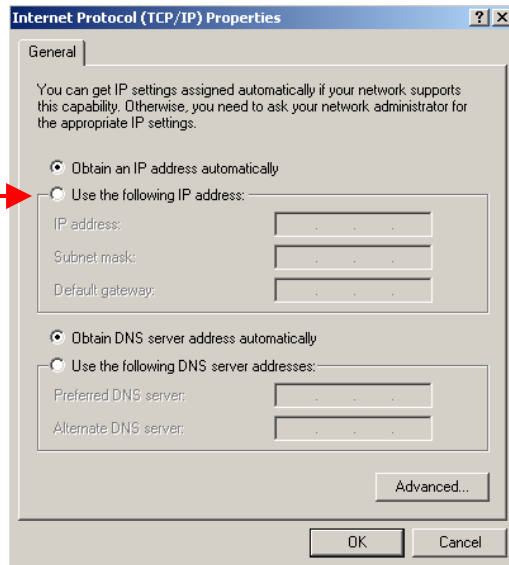 Internet Protocol (TCP/IP) Properties
General
You can get IP settings assigned automatically if your network supports
this capability. Otherwise, you need to ask your network administrator for
the appropriate IP settings.
Obtain an IP address automatically
Use the following IP address:
IP address:
Subnet mask:
Default gateway:
Obtain DNS server address automatically
Use the following DNS server addresses:
Preferred DNS server:
Alternate DNS server:
Advanced...
OK Cancel